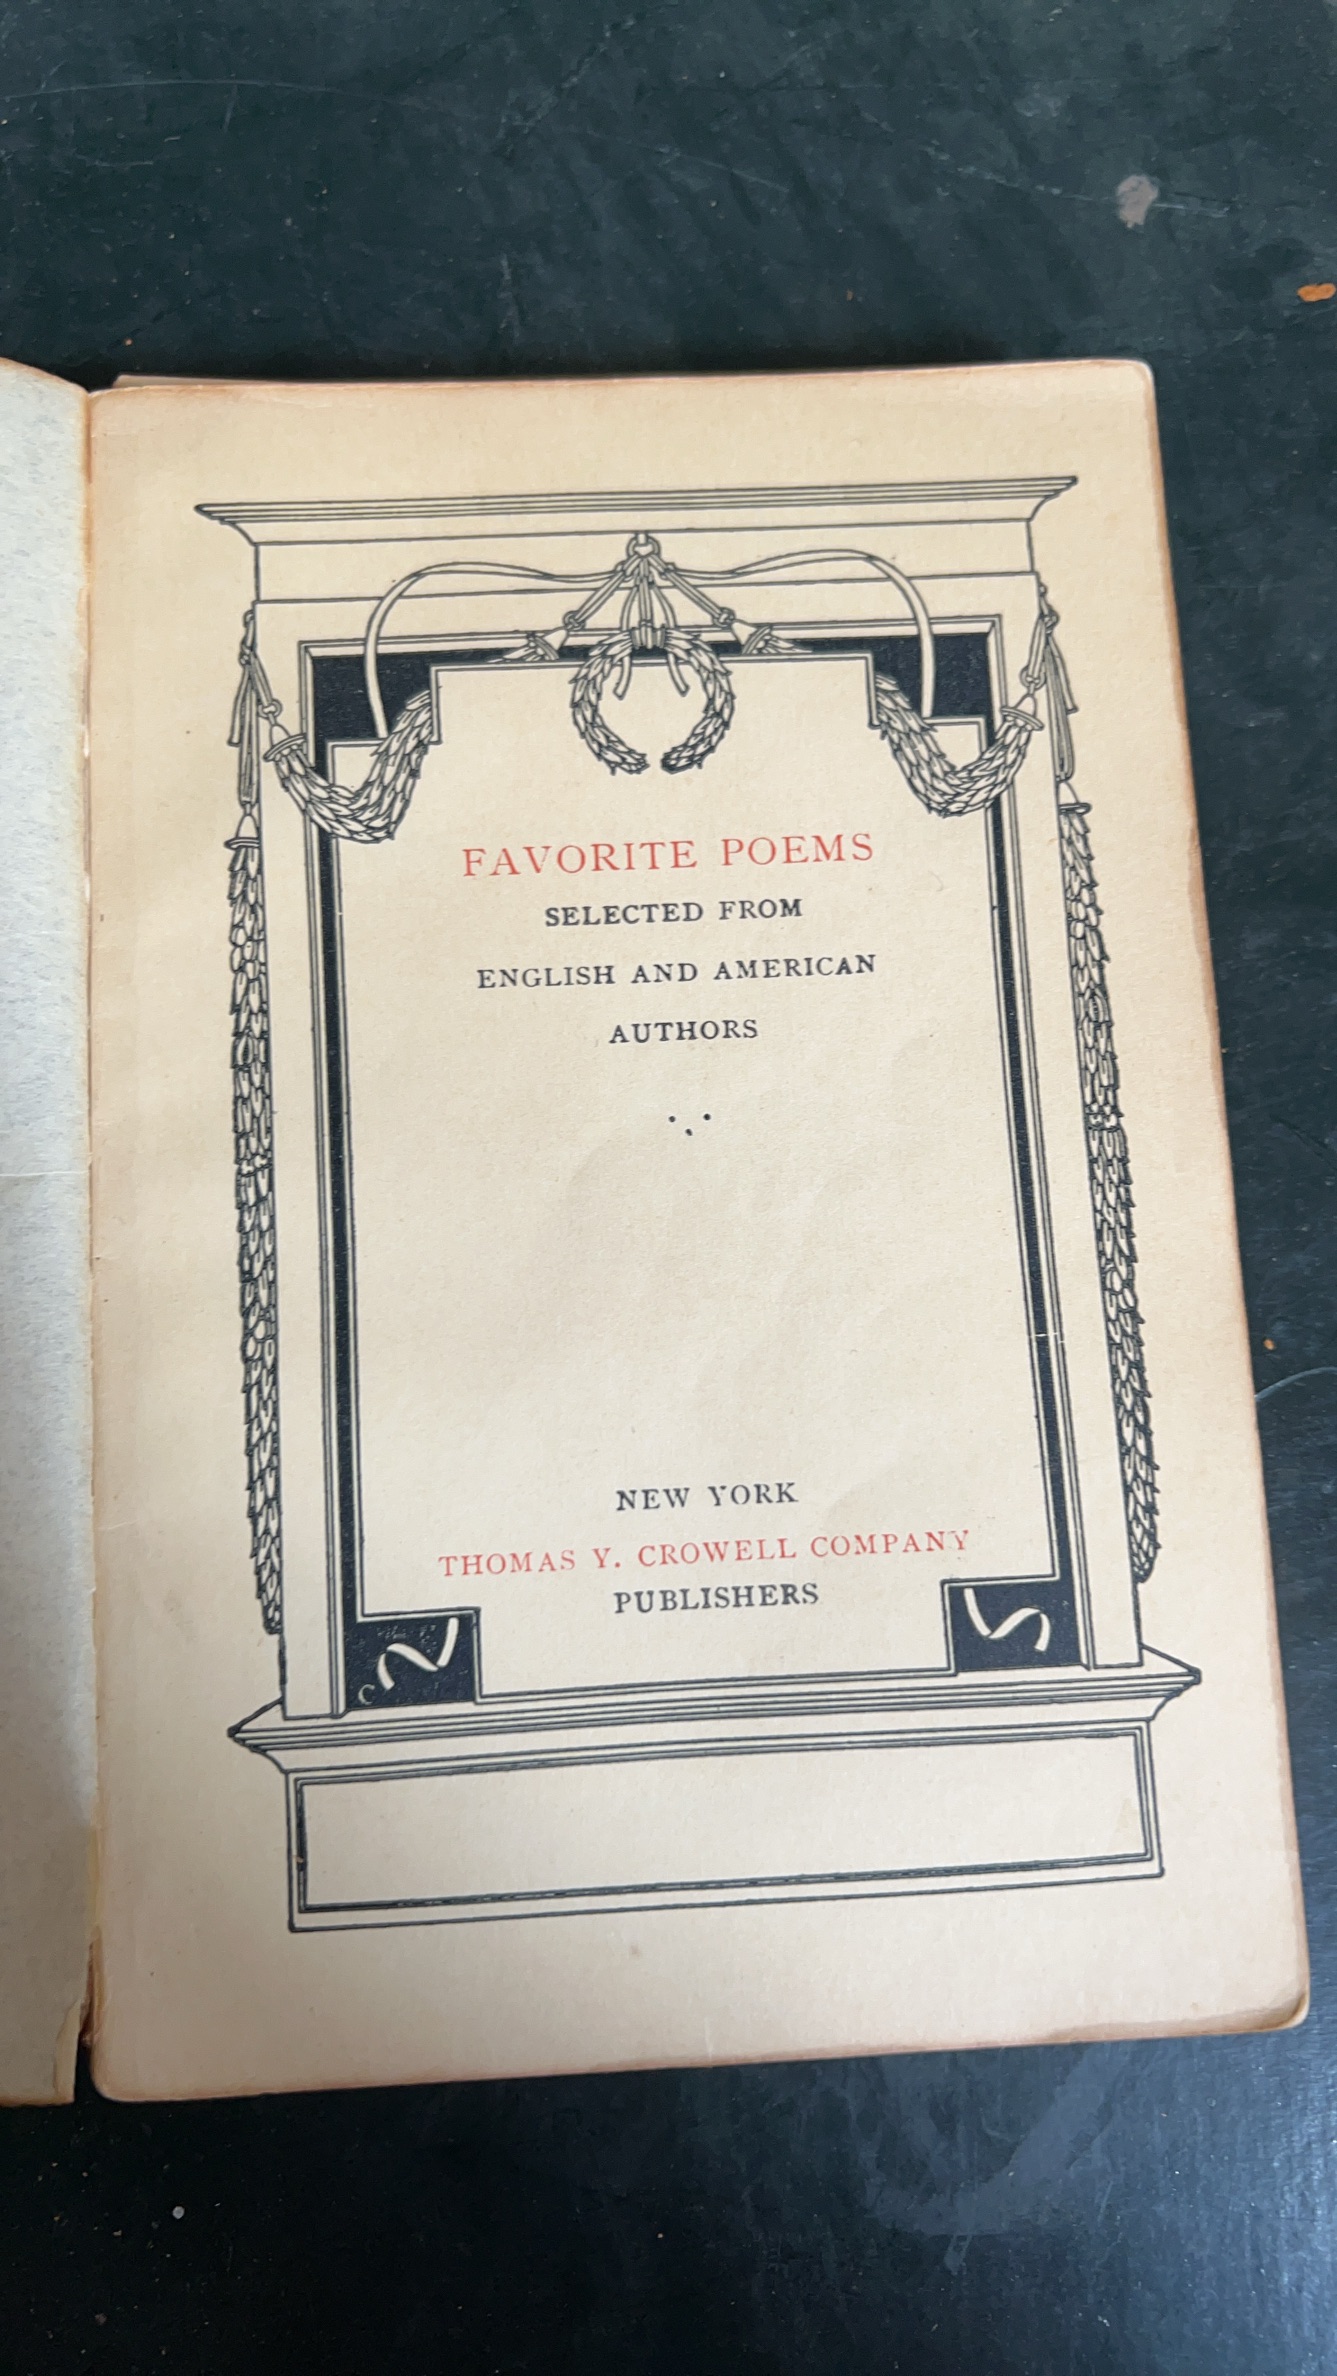 FAVORITE POEMS
SELECTED FROM
ENGLISH AND AMERICAN
AUTHORS
NEW YORK
THOMAS Y. CROWELL COMPANY
PUBLISHERS
C